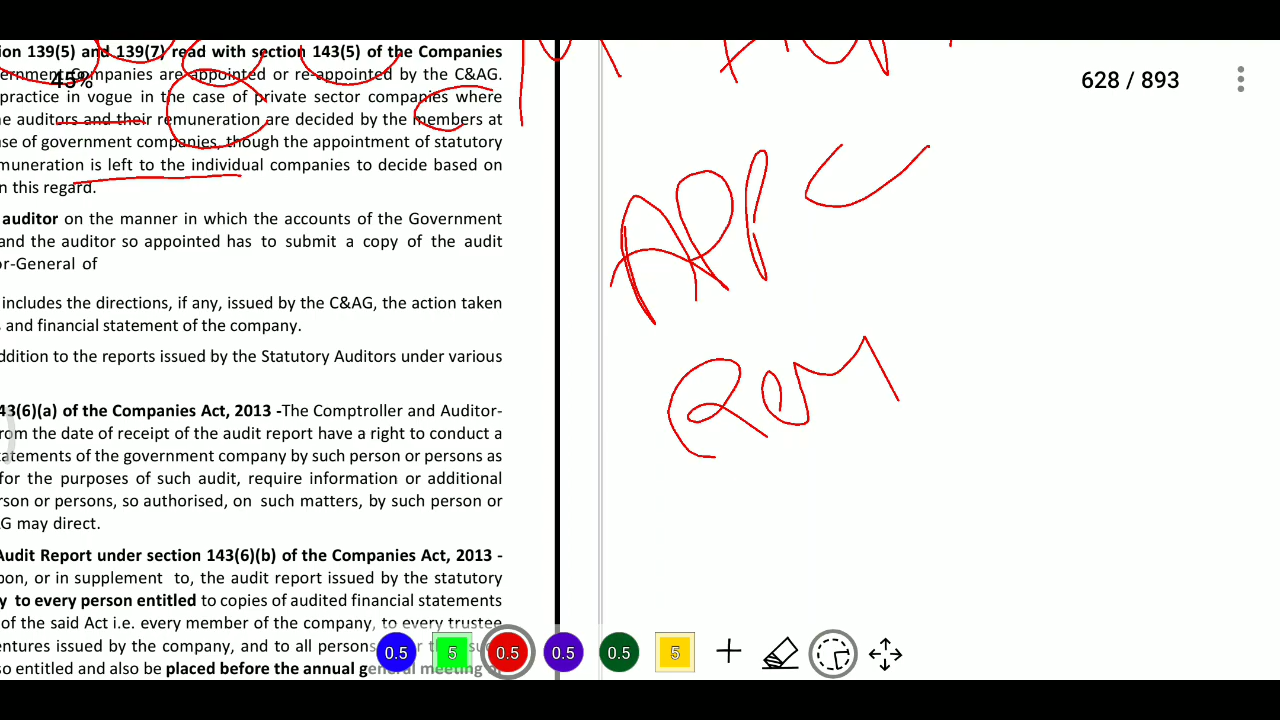 ion 139(5) and 139(7) read with section 143(5) of the Companies
ernment Companies are appointed or re-appointed by the C&AG.
45%
628 / 893
practice in vogue in the case of private sector companies where
e auditors and their remuneration are decided by the members at
se of government companies, though the appointment of statutory
muneration is left to the individual companies to decide based on
n this regard.
auditor on the manner in which the accounts of the Government
and the auditor so appointed has to submit a copy of the audit
or-General of
includes the directions, if any, issued by the C&AG, the action taken
and financial statement of the company.
ddition to the reports issued by the Statutory Auditors under various
43(6)(a) of the Companies Act, 2013 -The Comptroller and Auditor-
rom the date of receipt of the audit report have a right to conduct a
tatements of the government company by such person or persons as
for the purposes of such audit, require information or additional
rson or persons, so authorised, on such matters, by such person or
AG may direct.
Audit Report under section 143(6)(b) of the Companies Act, 2013 -
pon, or in supplement to, the audit report issued by the statutory
y to every person entitled to copies of audited financial statements
of the said Act i.e. every member of the company, to every trustee
entures issued by the company, and to all persons
so entitled and also be placed before the annual general meeting
APP
REM
0.5 5 0.5 0.5 0.5 5